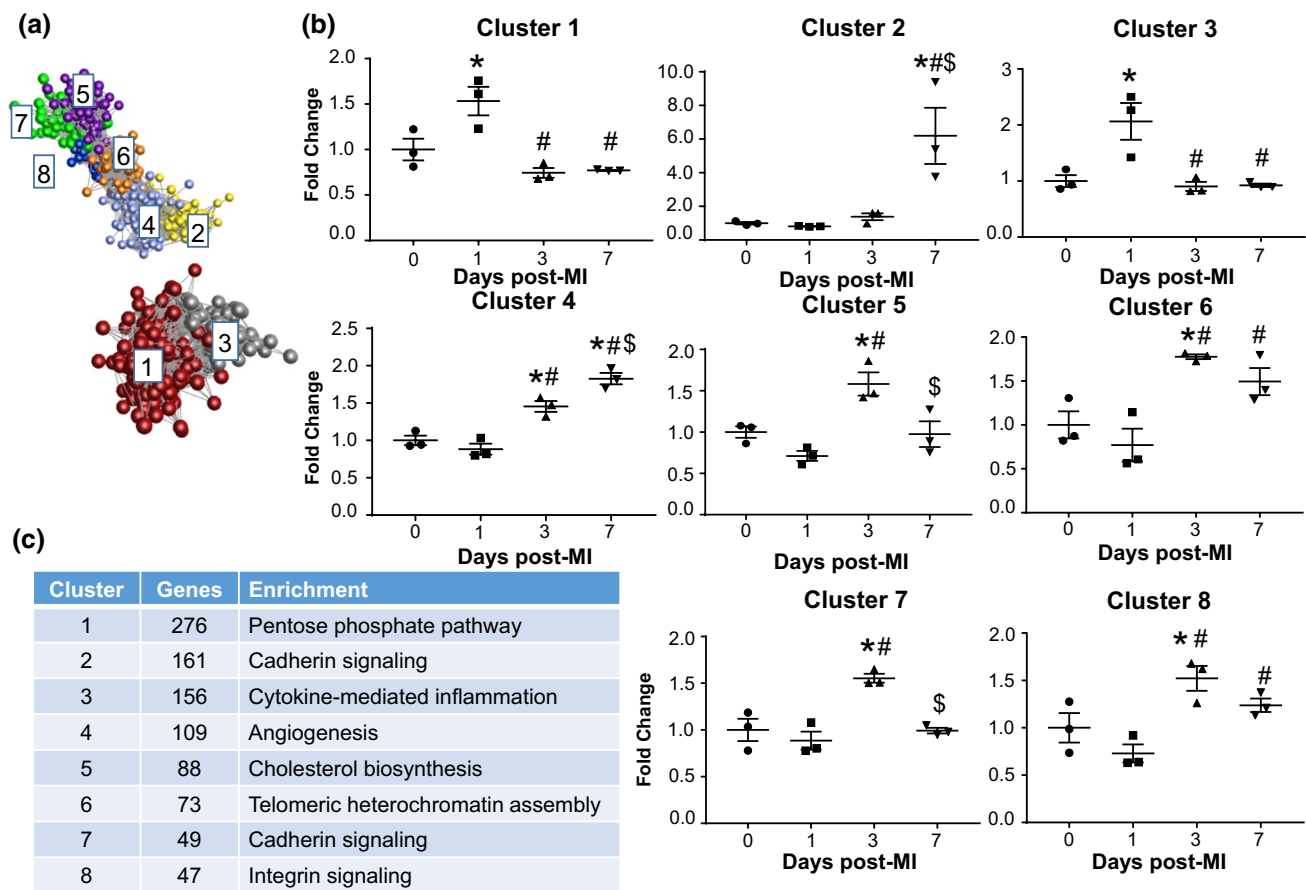 (a)
5
7
6
8
4
2
1
3
(b)
Cluster 1
Fold Change
2.0
1.5
1.0
0.5
0.0
*
#
#
0 1 3 7
Days post-MI
Cluster 2
10.0
8.0
6.0
4.0
2.0
0.0
*#$
0 1 3 7
Days post-MI
Cluster 3
3
2
1
0
*
#
#
0 1 3 7
Days post-MI
Cluster 4
Fold Change
2.5
2.0
1.5
1.0
0.5
0.0
*#
*#$
0 1 3 7
Days post-MI
Cluster 5
2.0
1.5
1.0
0.5
0.0
*#
$
0 1 3 7
Days post-MI
Cluster 6
2.0
1.5
1.0
0.5
0.0
*#
#
0 1 3 7
Days post-MI
Cluster 7
Fold Change
2.0
1.5
1.0
0.5
0.0
*#
$
0 1 3 7
Days post-MI
Cluster 8
2.0
1.5
1.0
0.5
0.0
* #
#
0 1 3 7
Days post-MI
(c)
Cluster Genes Enrichment
1 276 Pentose phosphate pathway
2 161 Cadherin signaling
3 156 Cytokine-mediated inflammation
4 109 Angiogenesis
5 88 Cholesterol biosynthesis
6 73 Telomeric heterochromatin assembly
7 49 Cadherin signaling
8 47 Integrin signaling